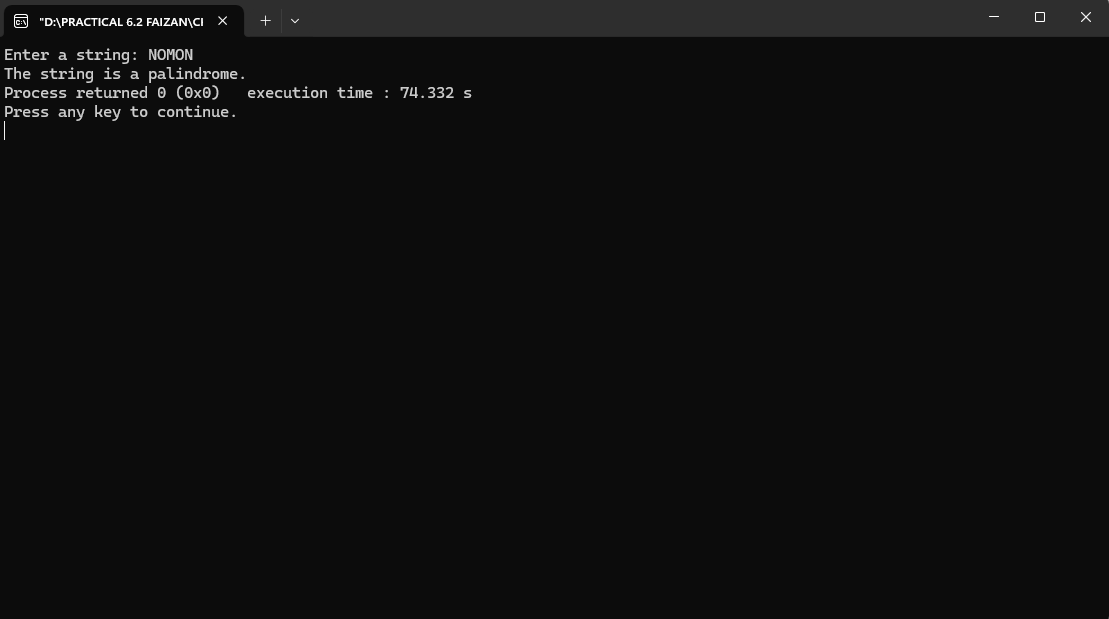 "D:\PRACTICAL 6.2 FAIZAN\CI
Enter a string: NOMON
The string is a palindrome.
Process returned 0 (0x0)   execution time : 74.332 s
Press any key to continue.